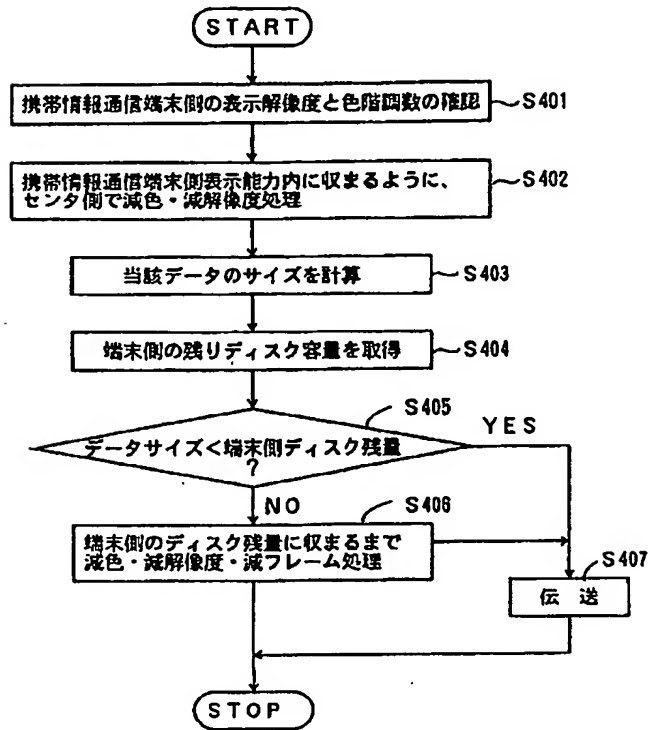 START
携帯情報通信端末側の表示解像度と色階調数の確認
S401
携帯情報通信端末側表示能力内に収まるように、
センタ側で減色・減解像度処理
S402
当該データのサイズを計算
S403
端末側の残りディスク容量を取得
S404
S405
データサイズ<端末側ディスク残量
?
YES
NO
S406
端末側のディスク残量に収まるまで
減色・減解像度・減フレーム処理
S407
伝送
STOP